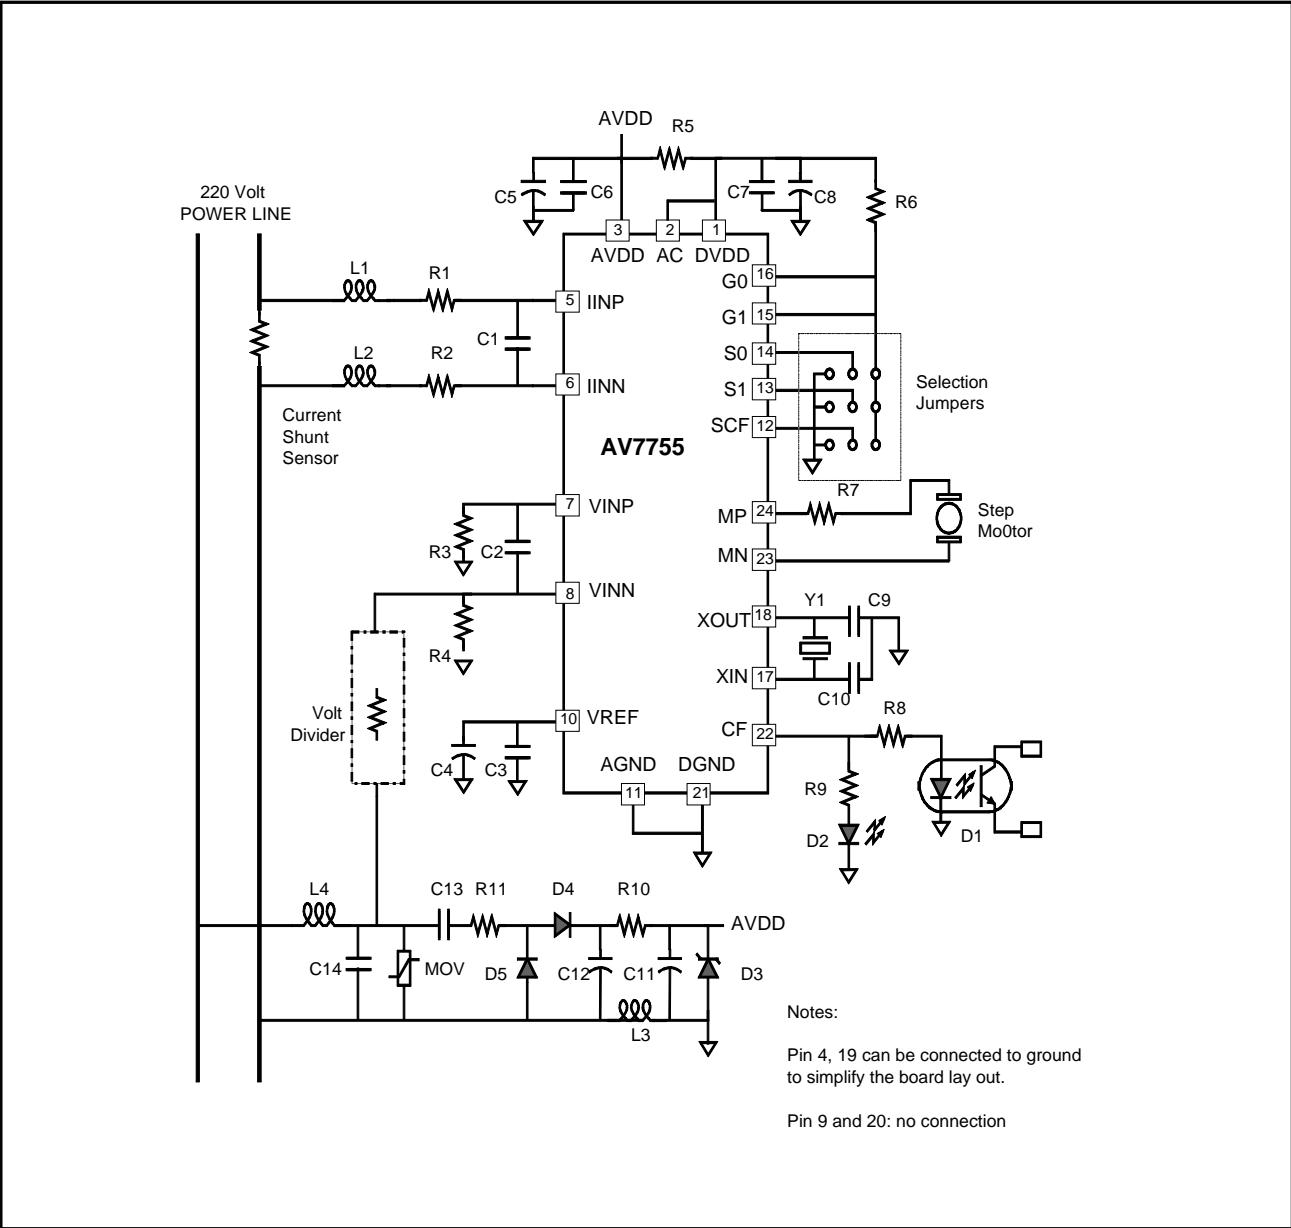 AVDD
R5
C5
C6
C7
C8
R6
220 Volt
POWER LINE
3
2
1
AVDD
AC
DVDD
L1
R1
5
IINP
C1
L2
R2
6
IINN
Current
Shunt
Sensor
G0
16
G1
15
S0
14
S1
13
SCF
12
Selection
Jumpers
AV7755
7
VINP
R3
C2
8
VINN
R4
R7
MP
24
MN
23
Step
Mo0tor
XOUT
18
Y1
C9
XIN
17
C10
Volt
Divider
10
VREF
C4
C3
CF
22
R8
R9
D2
D1
AGND
DGND
11
21
L4
C13
R11
D4
R10
AVDD
C14
MOV
D5
C12
C11
D3
L3
Notes:
Pin 4, 19 can be connected to ground
to simplify the board lay out.
Pin 9 and 20: no connection